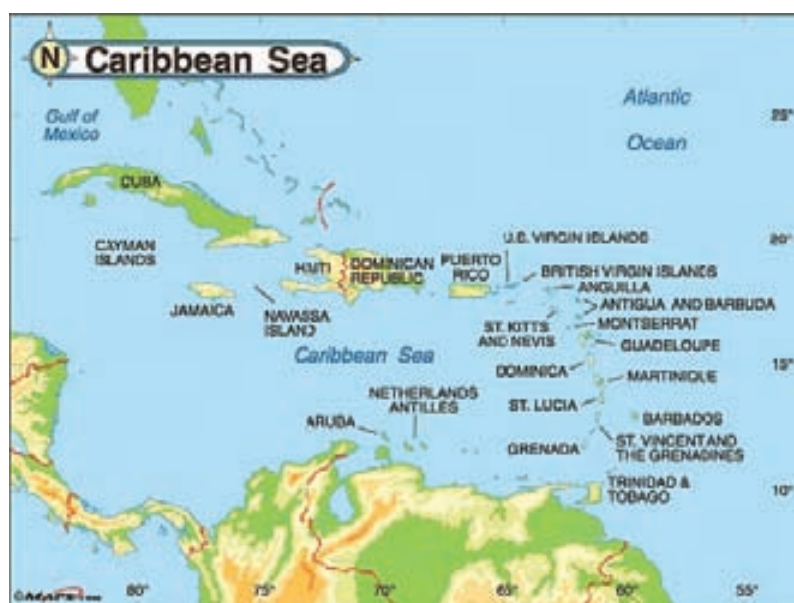 N Caribbean Sea
Gulf of
Mexico
Atlantic
Ocean
25°
CUBA
20°
CAYMAN
ISLANDS
HAITI
DOMINICAN
REPUBLIC
PUERTO
RICO
U.S. VIRGIN ISLANDS
BRITISH VIRGIN ISLANDS
ANGUILLA
JAMAICA
NAVASSA
ISLAND
ST. KITTS
AND NEVIS
ANTIGUA AND BARBUDA
MONTSERRAT
GUADELOUPE
Caribbean Sea
15°
DOMINICA
MARTINIQUE
NETHERLANDS
ANTILLES
ST. LUCIA
ARUBA
BARBADOS
GRENADA
ST. VINCENT AND
THE GRENADINES
TRINIDAD &
TOBAGO
10°
80°
75°
70°
65°
60°
55°